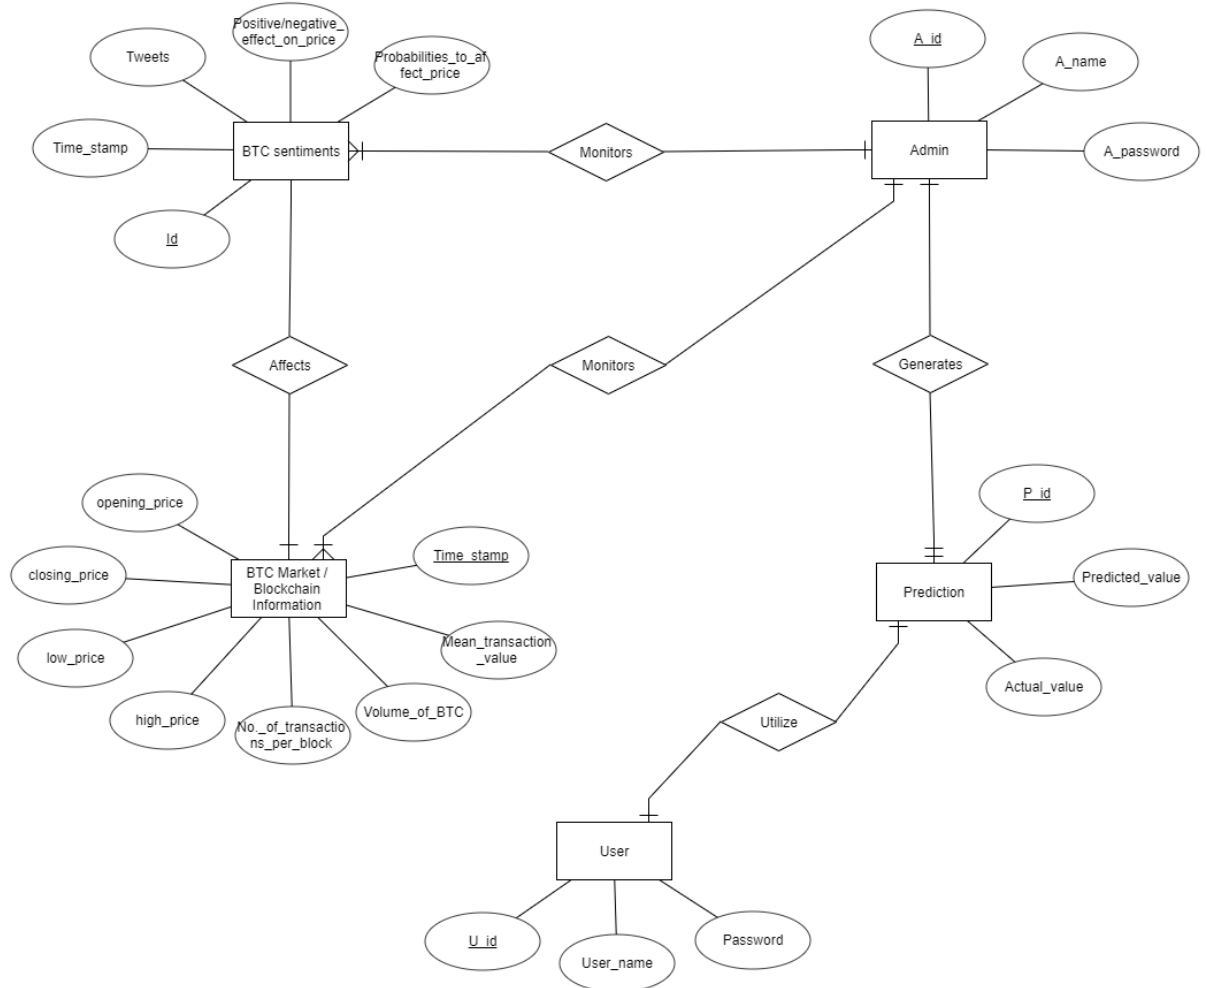 Positive/negative_
effect_on_price
Tweets
Probabilities_to_af
fect_price
Time_stamp
BTC sentiments
Id
Monitors
A_id
A_name
Admin
A_password
Affects
Monitors
Generates
opening_price
closing_price
BTC Market /
Blockchain
Information
Time_stamp
low_price
Mean_transaction
_value
high_price
No._of_transactio
ns_per_block
Volume_of_BTC
P_id
Prediction
Predicted_value
Actual_value
Utilize
User
U_id
User_name
Password